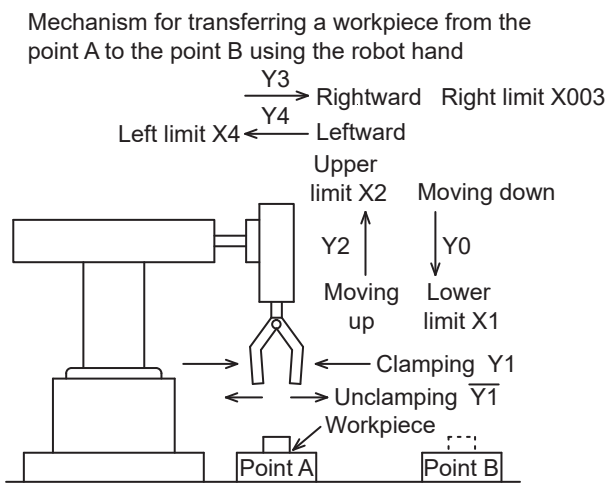 Mechanism for transferring a workpiece from the
point A to the point B using the robot hand
Y3
Rightward Right limit X003
Y4
Left limit X4 Leftward
Upper
limit X2 Moving down
Y2 Y0
Moving Lower
up limit X1
Clamping Y1
Unclamping Y1̅
Workpiece
Point A Point B